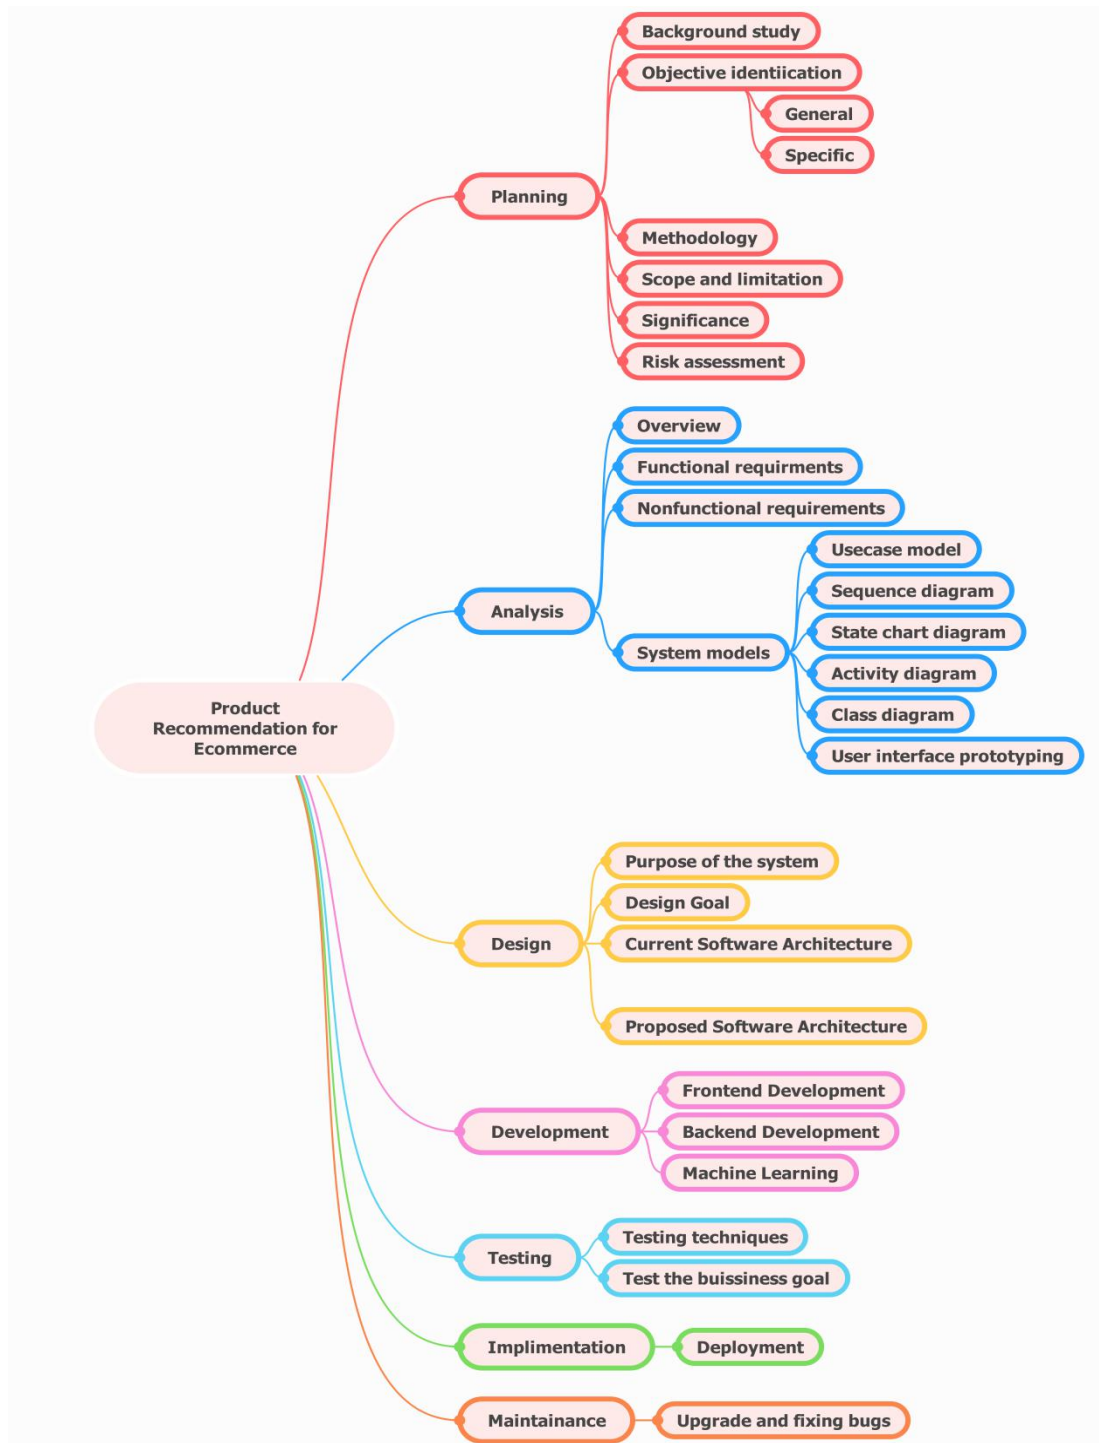 Background study
Objective identiication
General
Specific
Planning
Methodology
Scope and limitation
Significance
Risk assessment
Overview
Functional requirments
Nonfunctional requirements
Usecase model
Sequence diagram
Analysis
State chart diagram
System models
Activity diagram
Class diagram
User interface prototyping
Product
Recommendation for
Ecommerce
Purpose of the system
Design Goal
Design
Current Software Architecture
Proposed Software Architecture
Frontend Development
Development
Backend Development
Machine Learning
Testing techniques
Testing
Test the buissiness goal
Implimentation
Deployment
Maintainance
Upgrade and fixing bugs